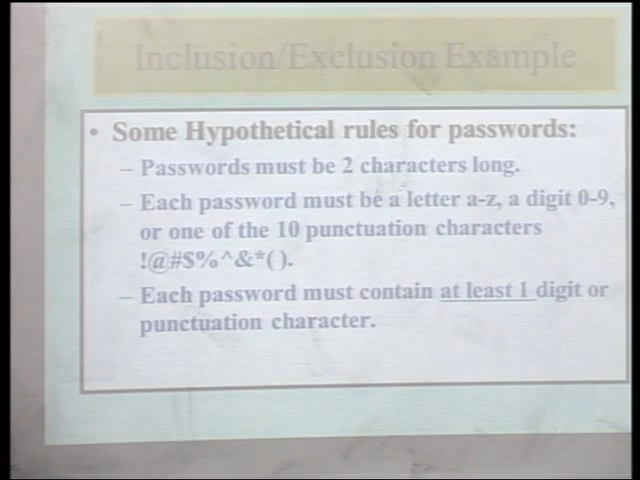 Inclusion/Exclusion Example
• Some Hypothetical rules for passwords:
– Passwords must be 2 characters long.
– Each password must be a letter a-z, a digit 0-9,
or one of the 10 punctuation characters
!@#$%^&*().
– Each password must contain at least 1 digit or
punctuation character.